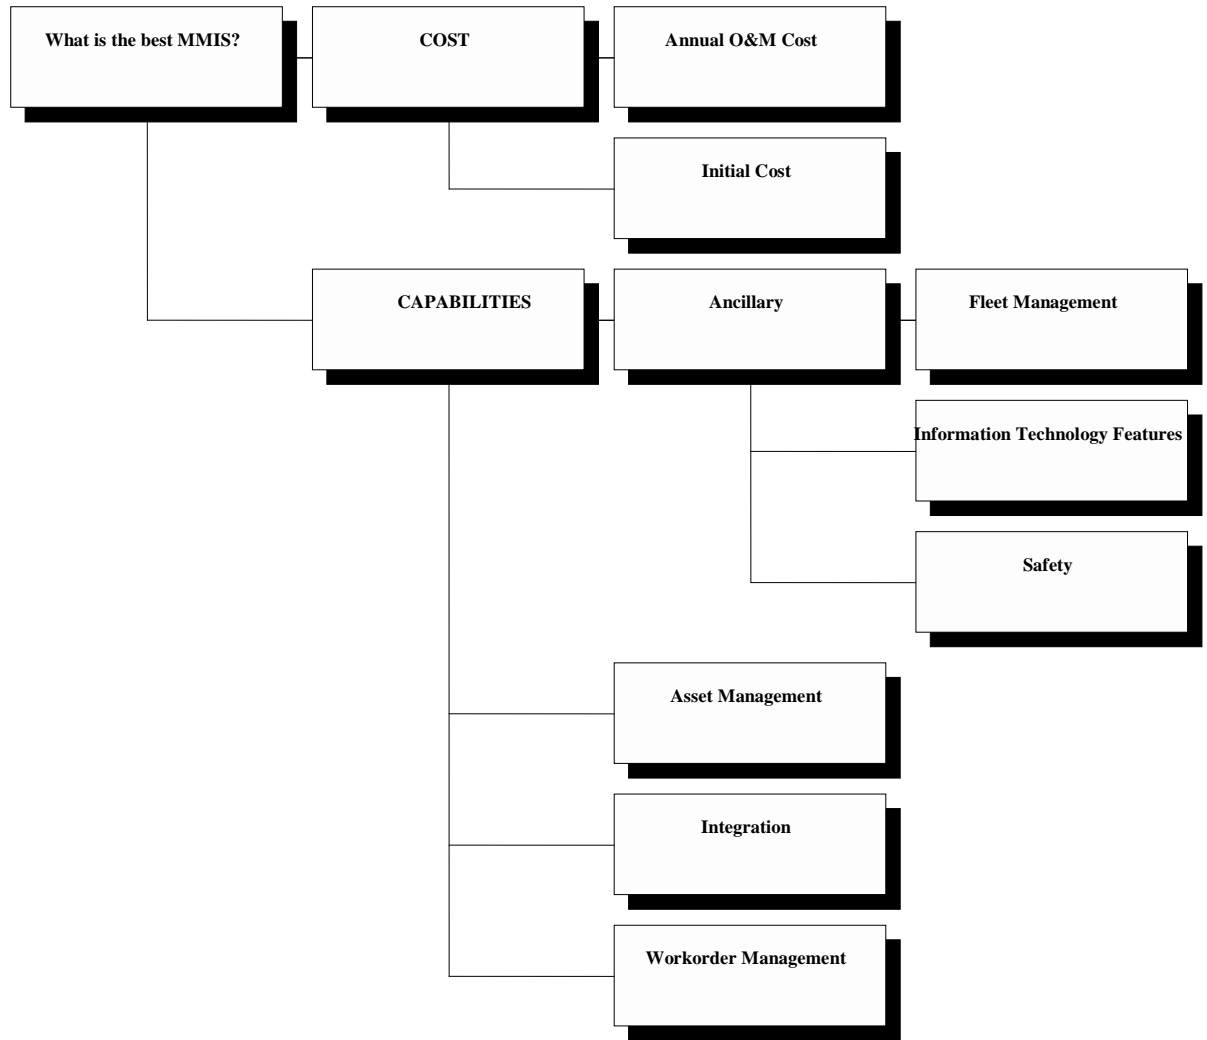 What is the best MMIS?
COST
Annual O&M Cost
Initial Cost
CAPABILITIES
Ancillary
Fleet Management
Information Technology Features
Safety
Asset Management
Integration
Workorder Management